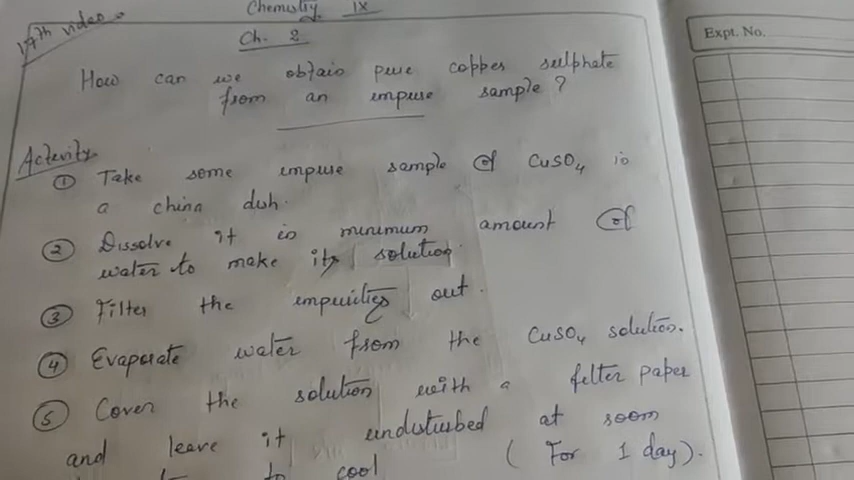 17th video.
Chemistry IX
Ch. 2
Expt. No.
How can we obtain pure copper sulphate
from an impure sample ?
Activity
① Take some impure sample of CuSO4 in
a china dish.
② Dissolve it in minimum amount of
water to make its solution.
③ Filter the impurities out.
④ Evaporate water from the CuSO4 solution.
⑤ Cover the solution with a filter paper
and leave it undisturbed at room
to cool (For 1 day).